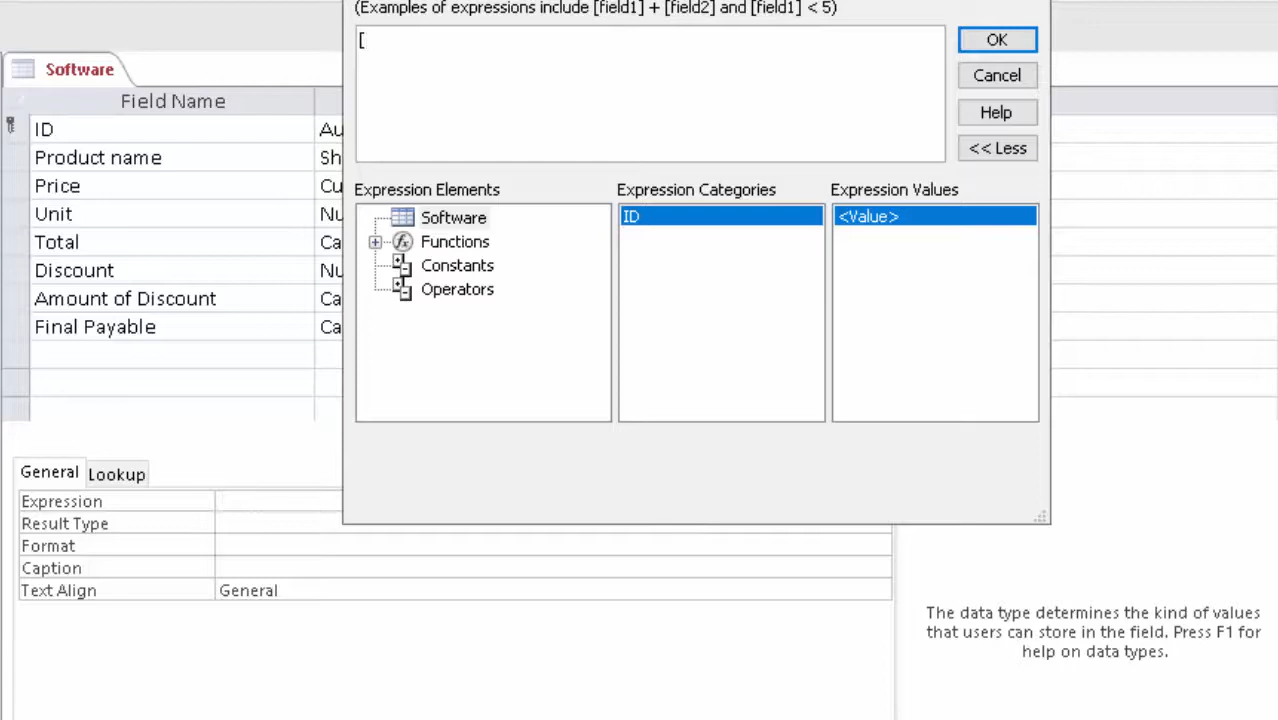 (Examples of expressions include [field1] + [field2] and [field1] < 5)
[
OK
Cancel
Help
<< Less
Software
Field Name
ID
Au
Product name
Sh
Price
Cu
Unit
Nu
Total
Ca
Discount
Nu
Amount of Discount
Ca
Final Payable
Ca
Expression Elements
Software
Functions
Constants
Operators
Expression Categories
ID
Expression Values
<Value>
General
Lookup
Expression
Result Type
Format
Caption
Text Align
General
The data type determines the kind of values
that users can store in the field. Press F1 for
help on data types.